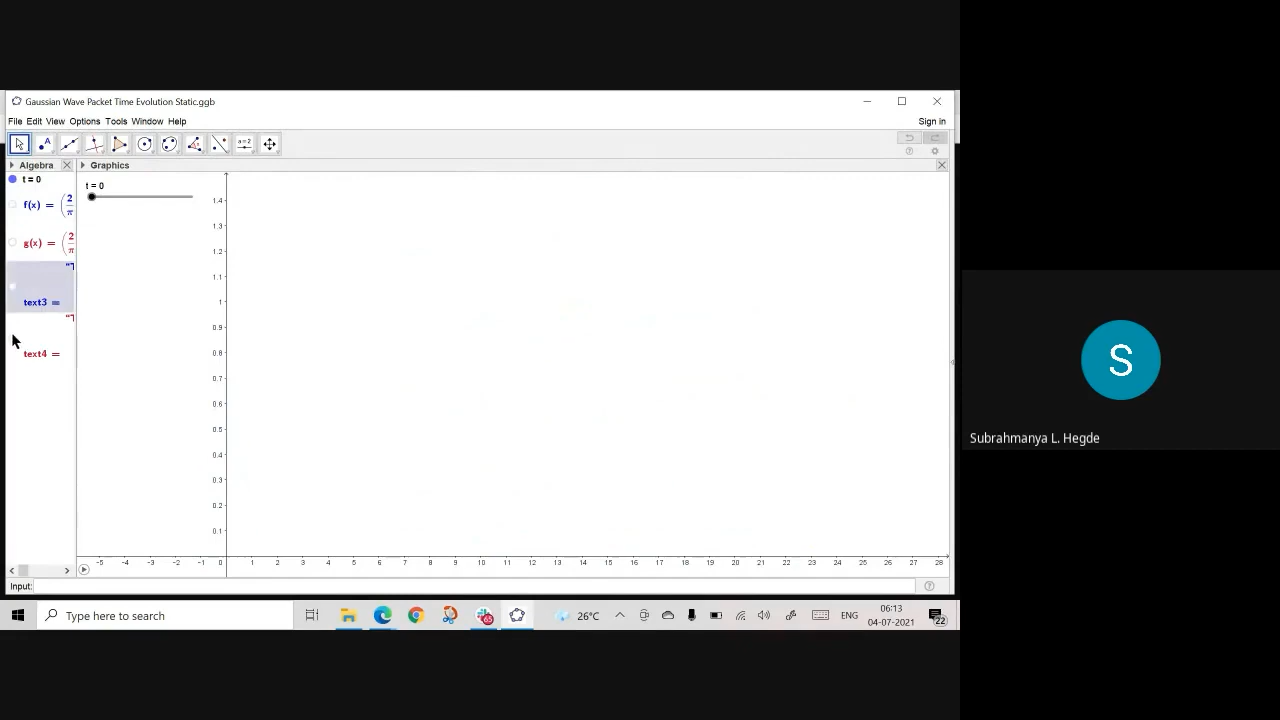 Gaussian Wave Packet Time Evolution Static.ggb
File Edit View Options Tools Window Help
Sign in
A
a=2
Algebra
Graphics
t = 0
f(x) = (2/π
g(x) = (2/π
"T
text3 =
"T
text4 =
t = 0
1.4
1.3
1.2
1.1
1
0.9
0.8
0.7
0.6
0.5
0.4
0.3
0.2
0.1
-5 -4 -3 -2 -1 0 1 2 3 4 5 6 7 8 9 10 11 12 13 14 15 16 17 18 19 20 21 22 23 24 25 26 27 28
Input:
S
Subrahmanya L. Hegde
Type here to search
65
26°C
ENG
06:13
04-07-2021
22